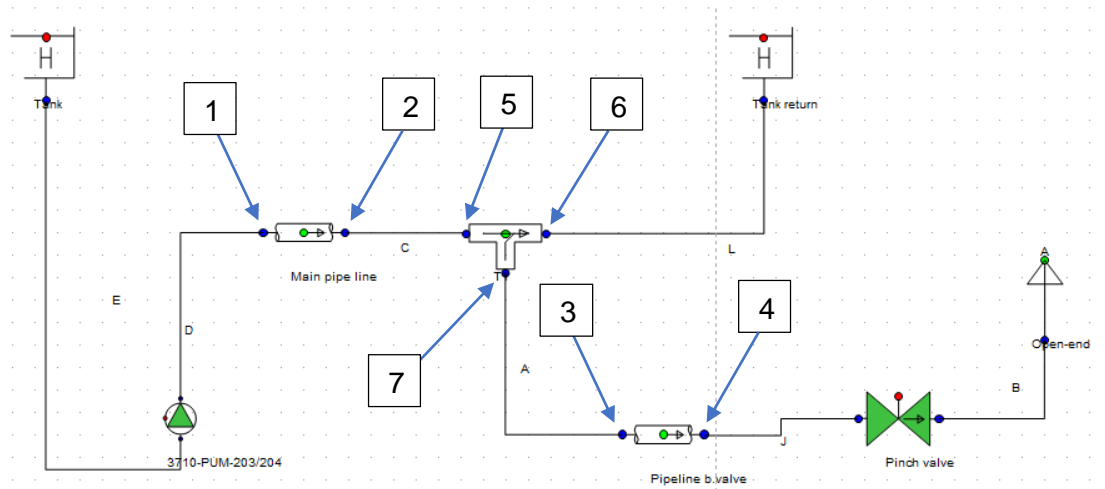 H
H
Tank
Tank return
1
2
5
6
C
L
Main pipe line
T
A
E
3
4
D
Open-end
7
A
B
J
3710-PUM-203/204
Pinch valve
Pipeline b.valve